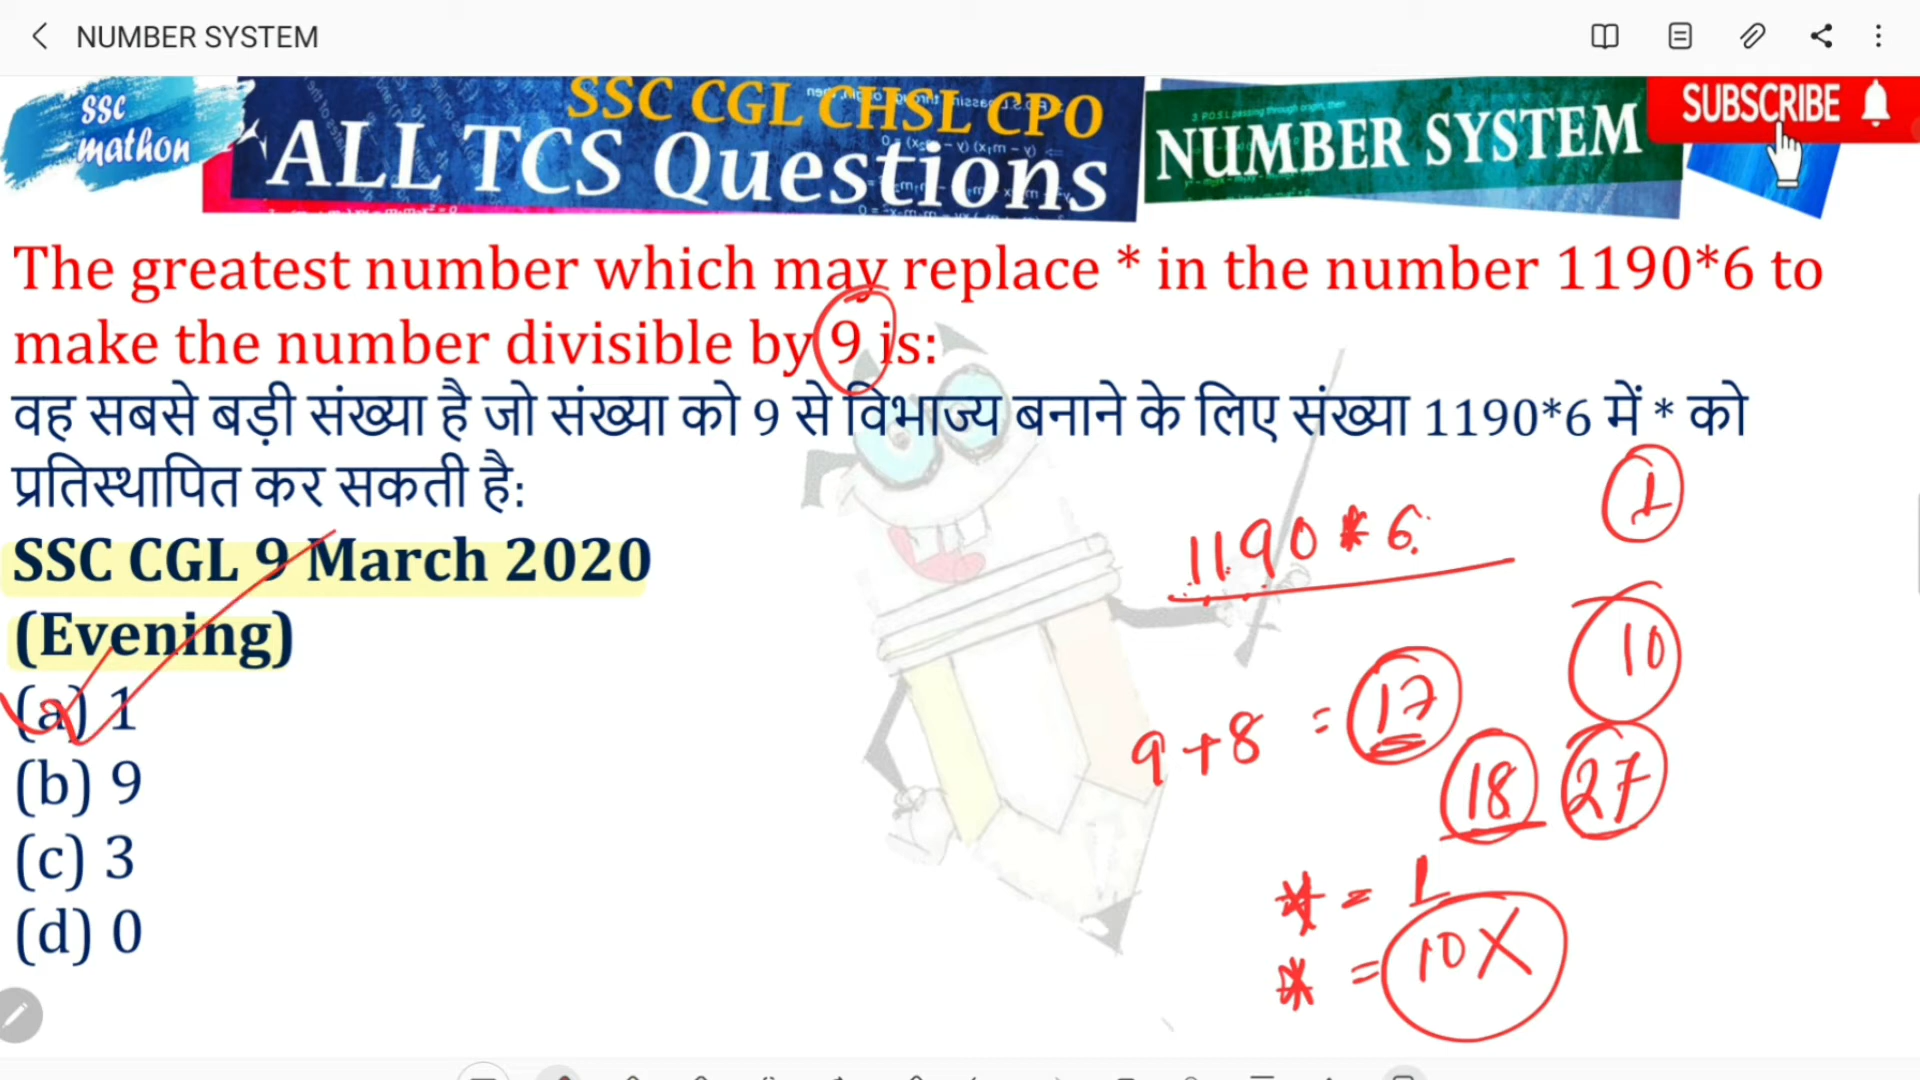 NUMBER SYSTEM
SSC
mathon
SSC CGL CHSL CPO
ALL TCS Questions
NUMBER SYSTEM
SUBSCRIBE
The greatest number which may replace * in the number 1190*6 to
make the number divisible by 9 is:
वह सबसे बड़ी संख्या है जो संख्या को 9 से विभाज्य बनाने के लिए संख्या 1190*6 में * को
प्रतिस्थापित कर सकती है:
SSC CGL 9 March 2020
(Evening)
(a) 1
(b) 9
(c) 3
(d) 0
1
1190*6
10
9+8 = 17
18 27
* = 1
* = 10X